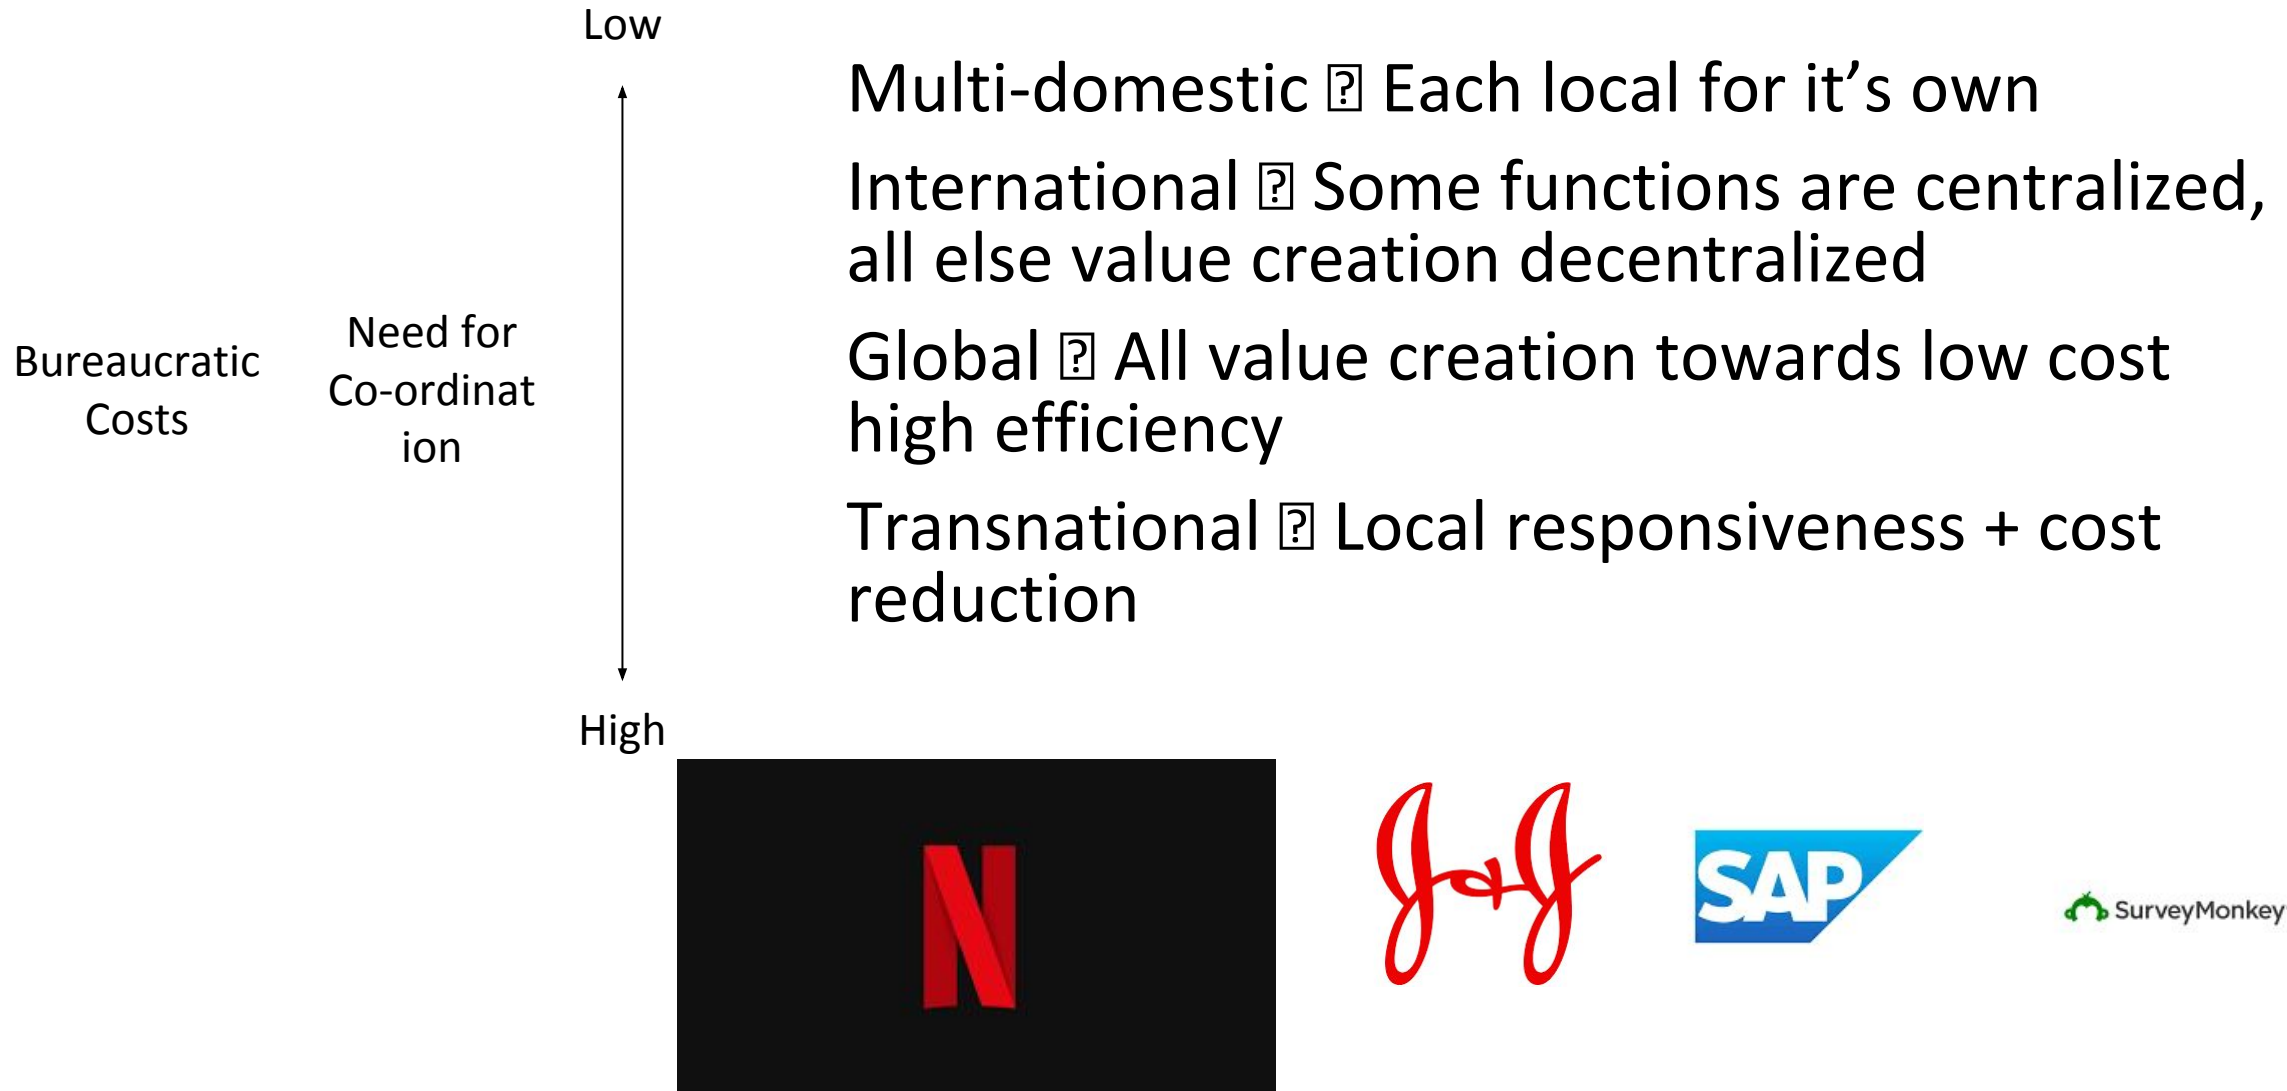 Low
Multi-domestic � Each local for it’s own
International � Some functions are centralized,
all else value creation decentralized
Global � All value creation towards low cost
high efficiency
Transnational � Local responsiveness + cost
reduction
Bureaucratic
Costs
Need for
Co-ordinat
ion
High
N
J&J
SAP
SurveyMonkey